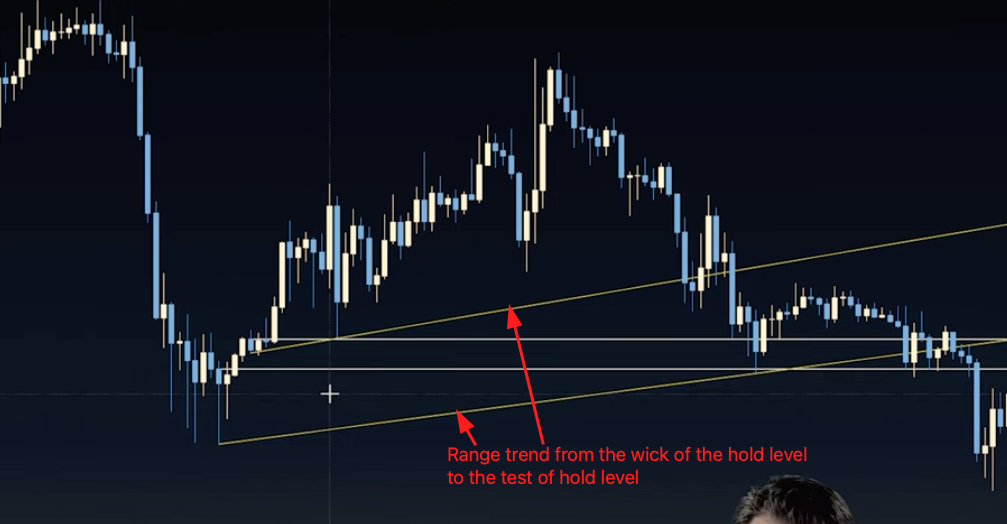 Range trend from the wick of the hold level
to the test of hold level